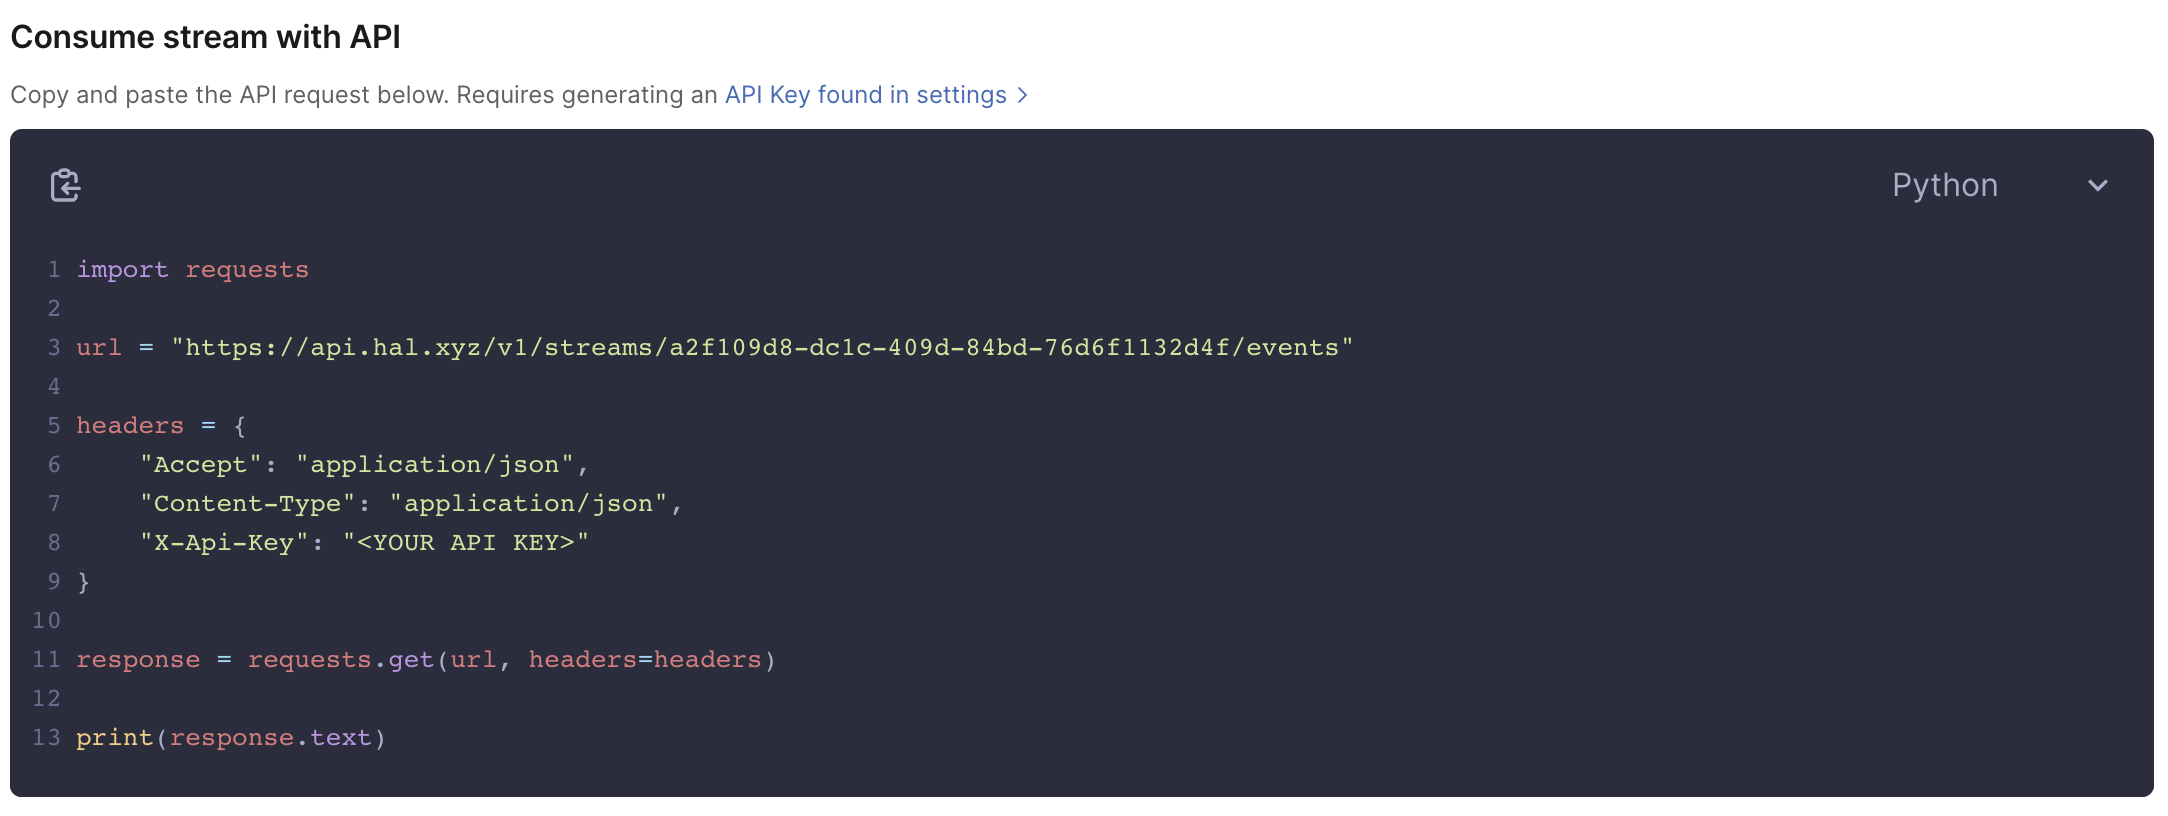 Consume stream with API
Copy and paste the API request below. Requires generating an API Key found in settings >
Python
1 import requests
2
3 url = "https://api.hal.xyz/v1/streams/a2f109d8-dc1c-409d-84bd-76d6f1132d4f/events"
4
5 headers = {
6     "Accept": "application/json",
7     "Content-Type": "application/json",
8     "X-Api-Key": "<YOUR API KEY>"
9 }
10
11 response = requests.get(url, headers=headers)
12
13 print(response.text)